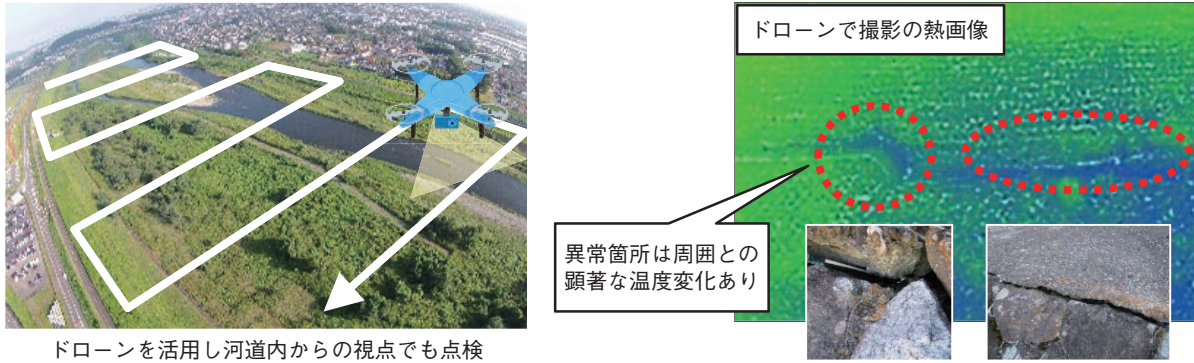 ドローンで撮影の熱画像
異常箇所は周囲との
顕著な温度変化あり
ドローンを活用し河道内からの視点でも点検